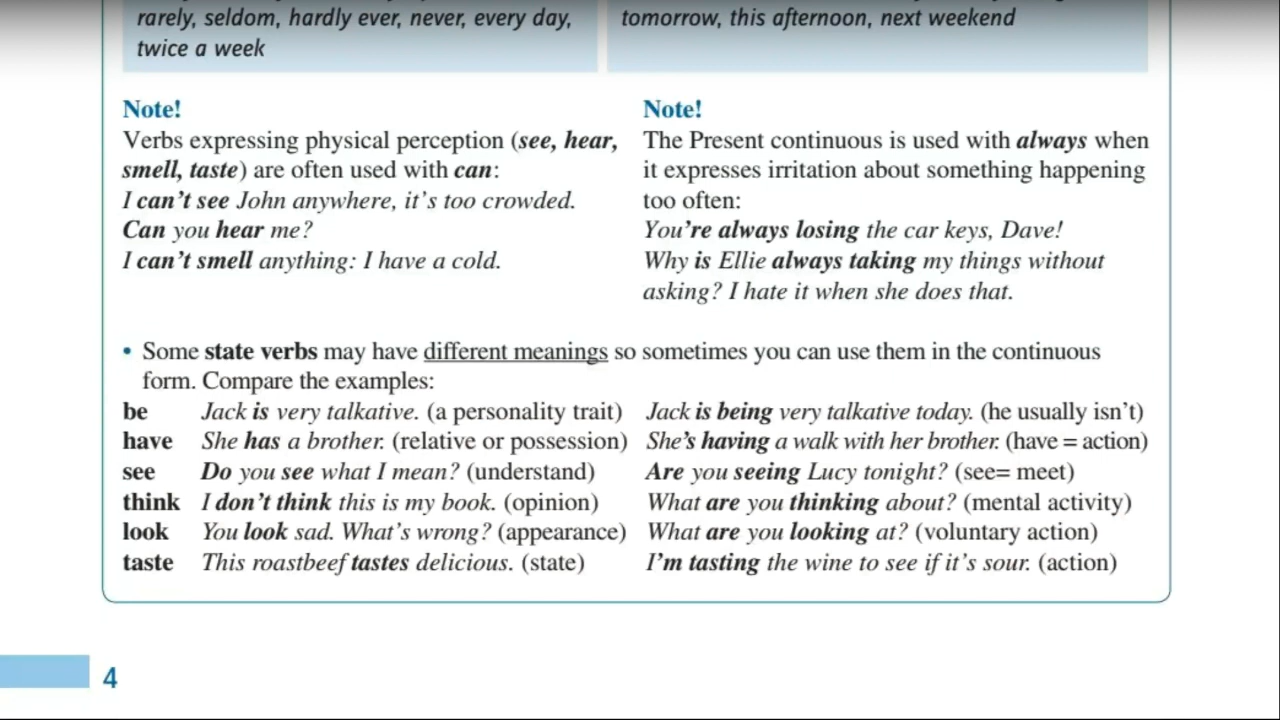 rarely, seldom, hardly ever, never, every day,
twice a week
tomorrow, this afternoon, next weekend
Note!
Verbs expressing physical perception (see, hear,
smell, taste) are often used with can:
I can't see John anywhere, it's too crowded.
Can you hear me?
I can't smell anything: I have a cold.
Note!
The Present continuous is used with always when
it expresses irritation about something happening
too often:
You're always losing the car keys, Dave!
Why is Ellie always taking my things without
asking? I hate it when she does that.
• Some state verbs may have different meanings so sometimes you can use them in the continuous
form. Compare the examples:
be Jack is very talkative. (a personality trait) Jack is being very talkative today. (he usually isn't)
have She has a brother. (relative or possession) She's having a walk with her brother. (have = action)
see Do you see what I mean? (understand) Are you seeing Lucy tonight? (see= meet)
think I don't think this is my book. (opinion) What are you thinking about? (mental activity)
look You look sad. What's wrong? (appearance) What are you looking at? (voluntary action)
taste This roastbeef tastes delicious. (state) I'm tasting the wine to see if it's sour. (action)
4